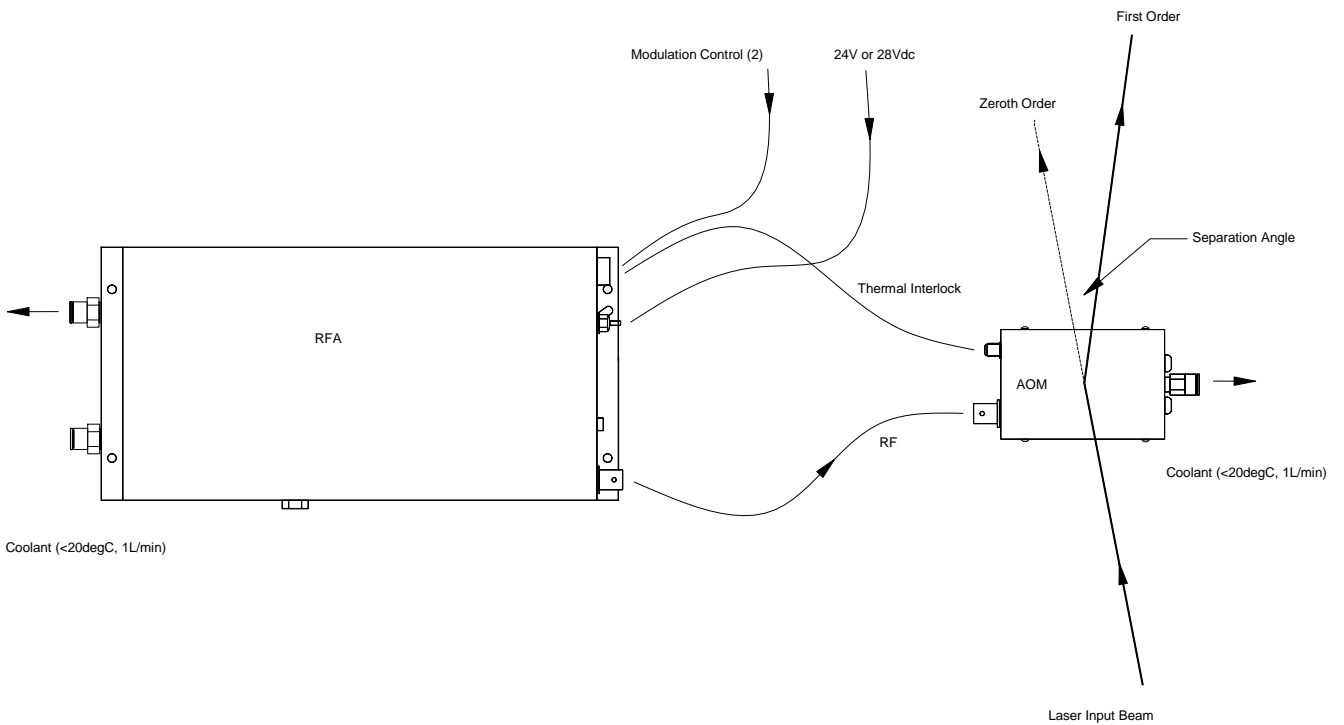 First Order
Modulation Control (2)
24V or 28Vdc
Zeroth Order
Separation Angle
Thermal Interlock
RFA
AOM
RF
Coolant (<20degC, 1L/min)
Coolant (<20degC, 1L/min)
Laser Input Beam